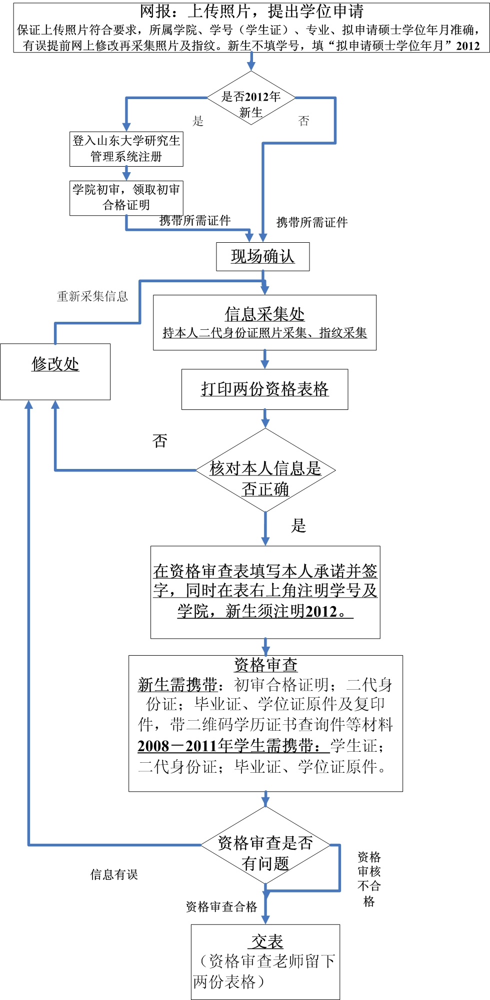 网报：上传照片，提出学位申请
保证上传照片符合要求，所属学院、学号（学生证）、专业、拟申请硕士学位年月准确，
有误提前网上修改再采集照片及指纹。新生不填学号，填“拟申请硕士学位年月”2012
是否2012年
新生
是
否
登入山东大学研究生
管理系统注册
学院初审，领取初审
合格证明
携带所需证件
携带所需证件
现场确认
重新采集信息
信息采集处
持本人二代身份证照片采集、指纹采集
修改处
打印两份资格表格
否
核对本人信息是
否正确
是
在资格审查表填写本人承诺并签
字，同时在表右上角注明学号及
学院，新生须注明2012。
资格审查
新生需携带：初审合格证明；二代身
份证；毕业证、学位证原件及复印
件，带二维码学历证书查询件等材料
2008－2011年学生需携带：学生证；
二代身份证；毕业证、学位证原件。
资格审查是否
有问题
信息有误
资格
审核
不合
格
资格审查合格
交表
（资格审查老师留下
两份表格）